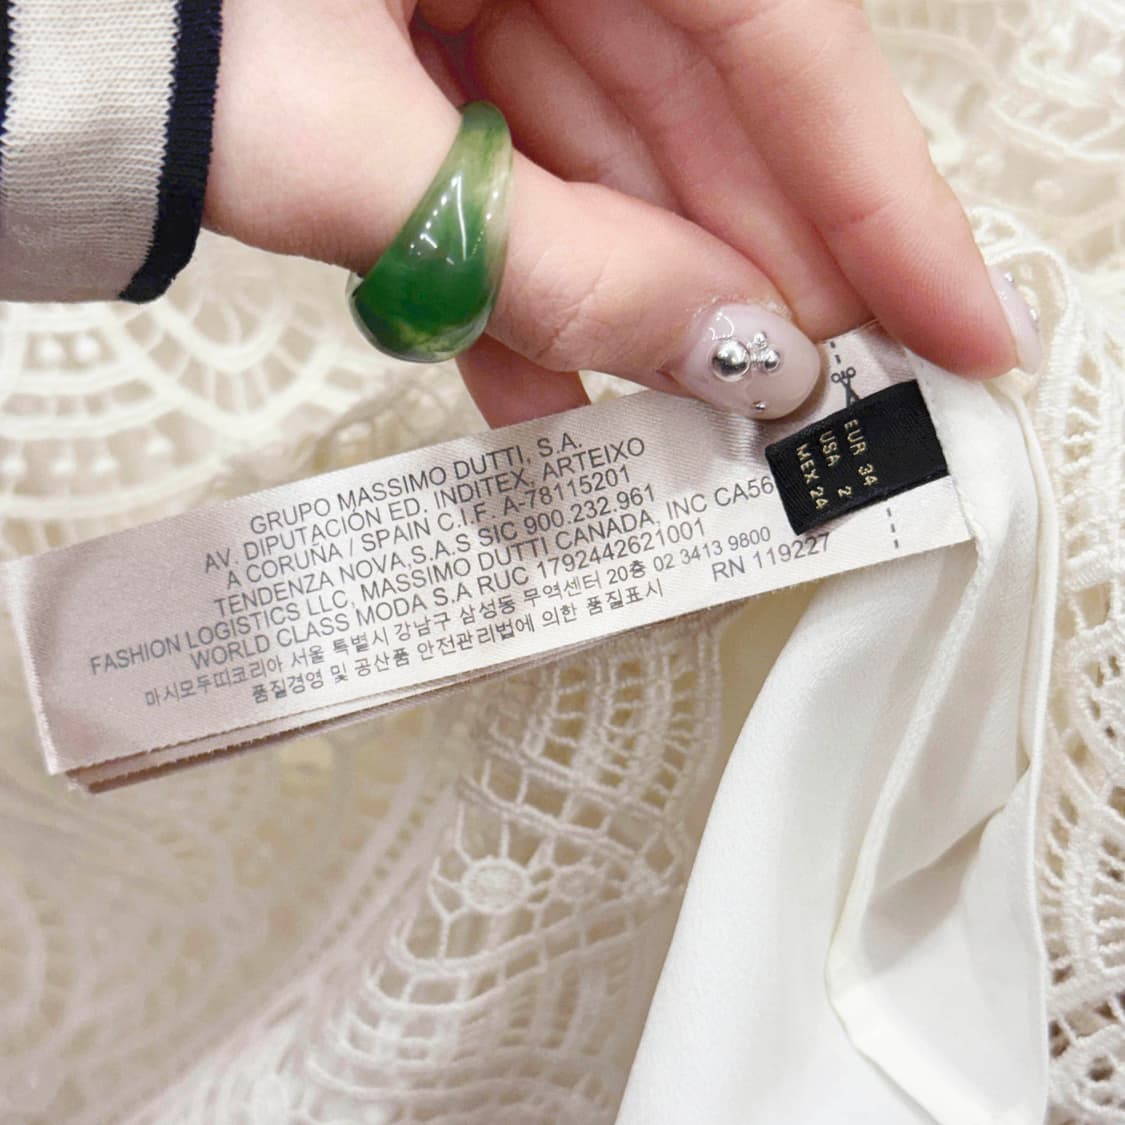 GRUPO MASSIMO DUTTI, S.A.
AV. DIPUTACIÓN ED. INDITEX, ARTEIXO
A CORUÑA / SPAIN C.I.F. A-78115201
TENDENZA NOVA,S.A.S SIC 900.232.961
FASHION LOGISTICS LLC, MASSIMO DUTTI CANADA, INC CA56
WORLD CLASS MODA S.A RUC 1792442621001
마시모두띠코리아 서울 특별시 강남구 삼성동 무역센터 20층 02 3413 9800
품질경영 및 공산품 안전관리법에 의한 품질표시
RN 119227
EUR 34
USA 2
MEX 24